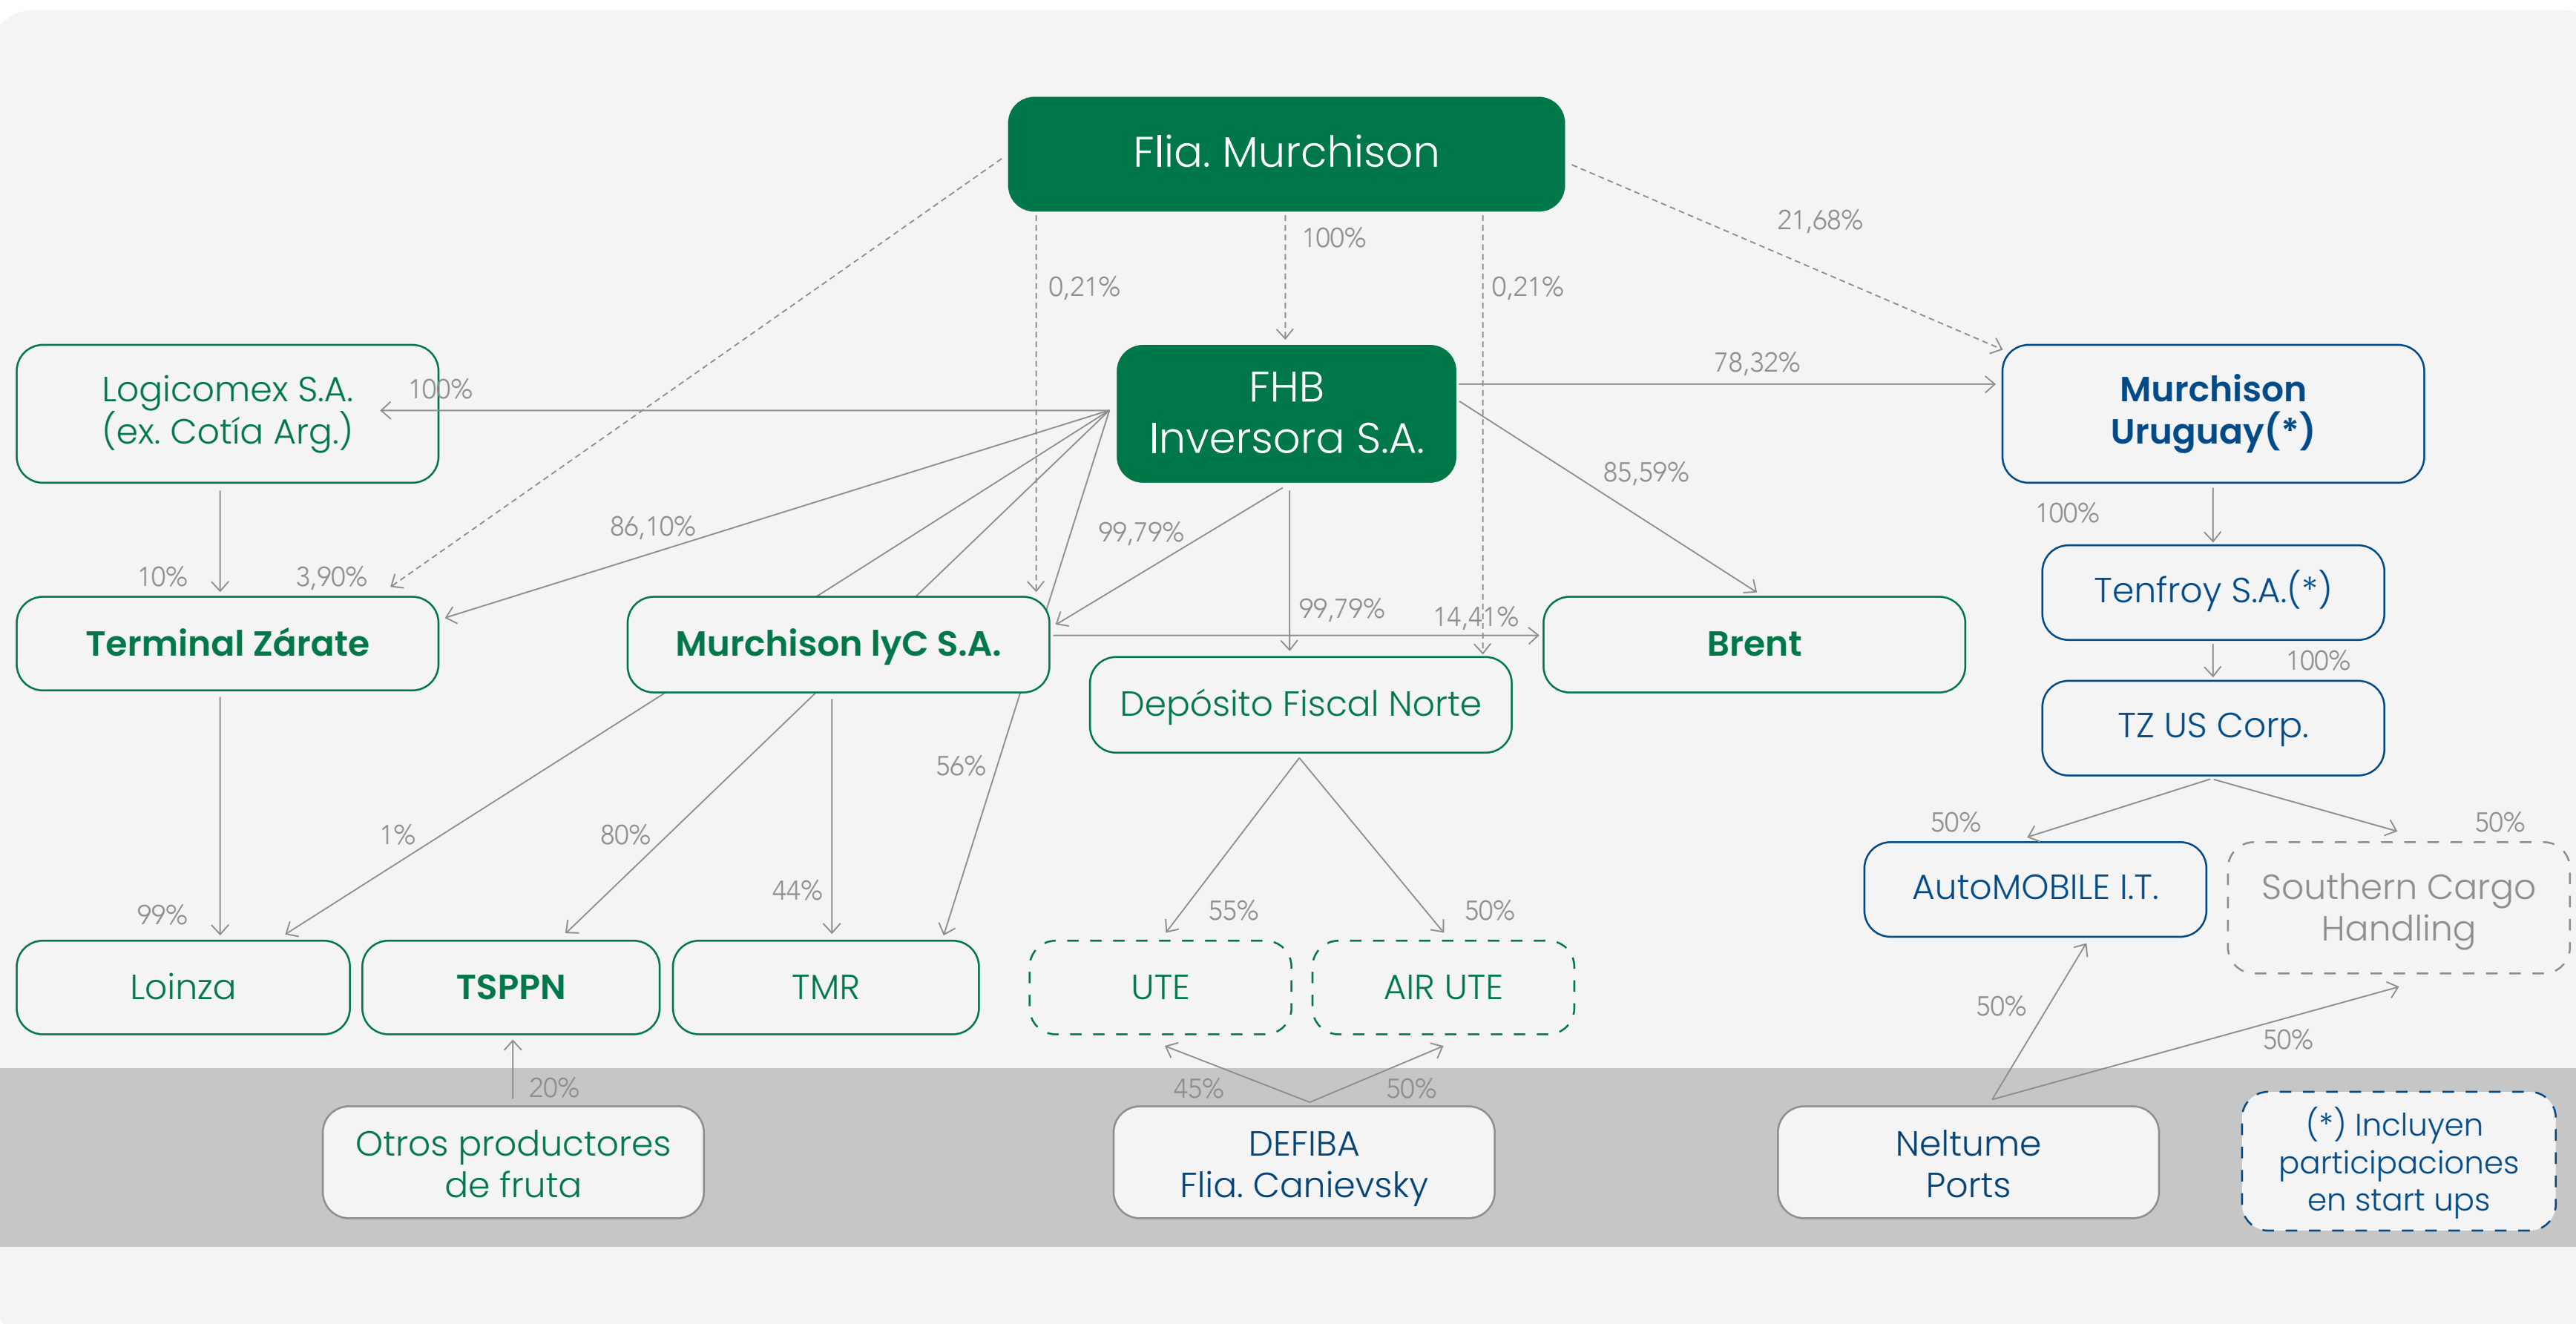 Flia. Murchison
21,68%
100%
0,21%
0,21%
FHB
Inversora S.A.
Logicomex S.A.
(ex. Cotía Arg.)
100%
78,32%
Murchison
Uruguay(*)
85,59%
86,10%
99,79%
100%
10%
3,90%
Tenfroy S.A.(*)
99,79%
14,41%
Terminal Zárate
Murchison lyC S.A.
Brent
100%
Depósito Fiscal Norte
TZ US Corp.
56%
1%
80%
50%
50%
44%
99%
55%
50%
AutoMOBILE I.T.
Southern Cargo
Handling
Loinza
TSPPN
TMR
UTE
AIR UTE
50%
50%
20%
45%
50%
Otros productores
de fruta
DEFIBA
Flia. Canievsky
Neltume
Ports
(*) Incluyen
participaciones
en start ups